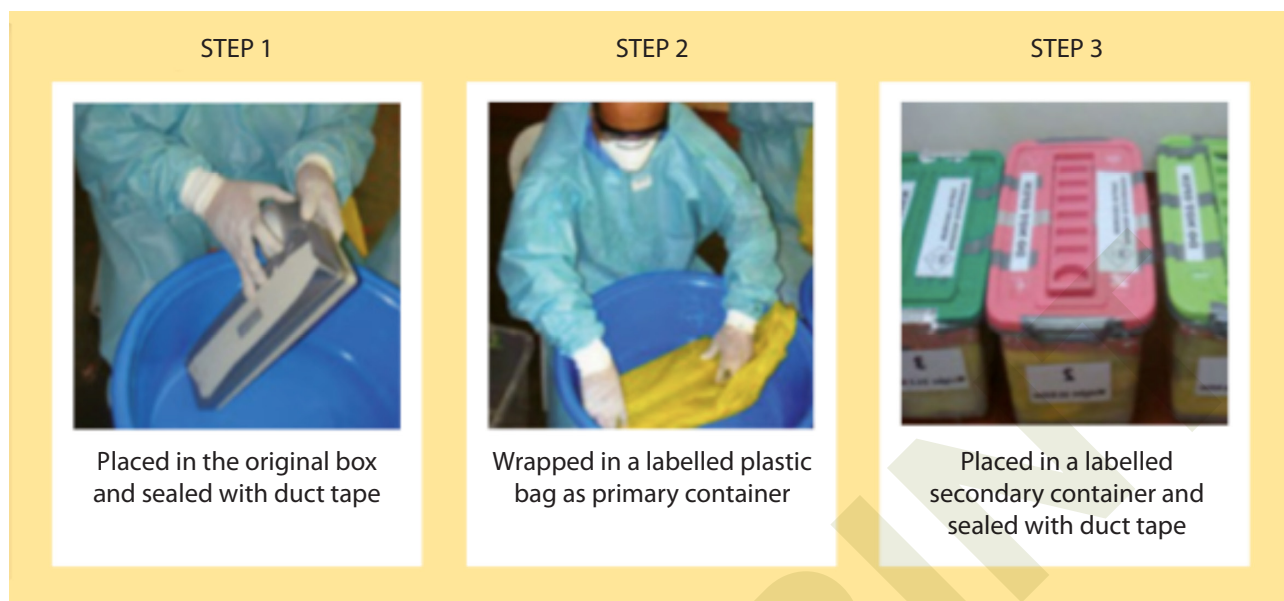 STEP 1
STEP 2
STEP 3
Placed in the original box
and sealed with duct tape
Wrapped in a labelled plastic
bag as primary container
Placed in a labelled
secondary container and
sealed with duct tape